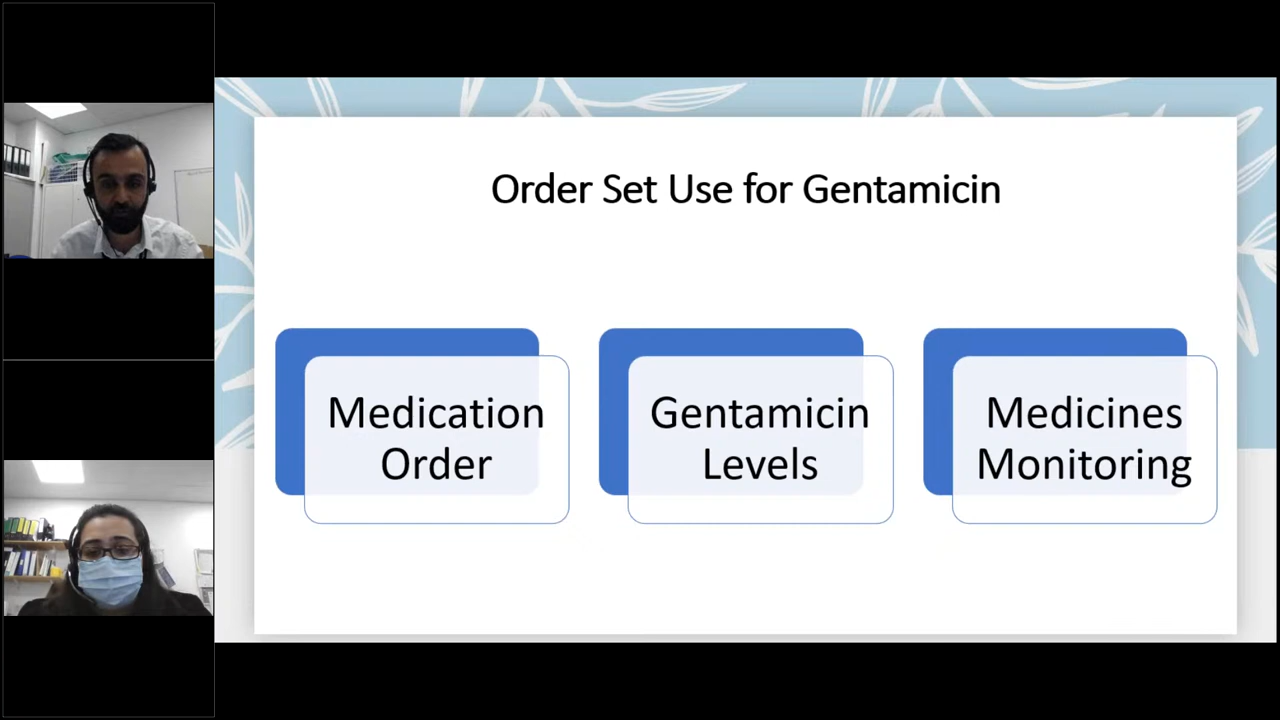 Order Set Use for Gentamicin
Medication
Order
Gentamicin
Levels
Medicines
Monitoring